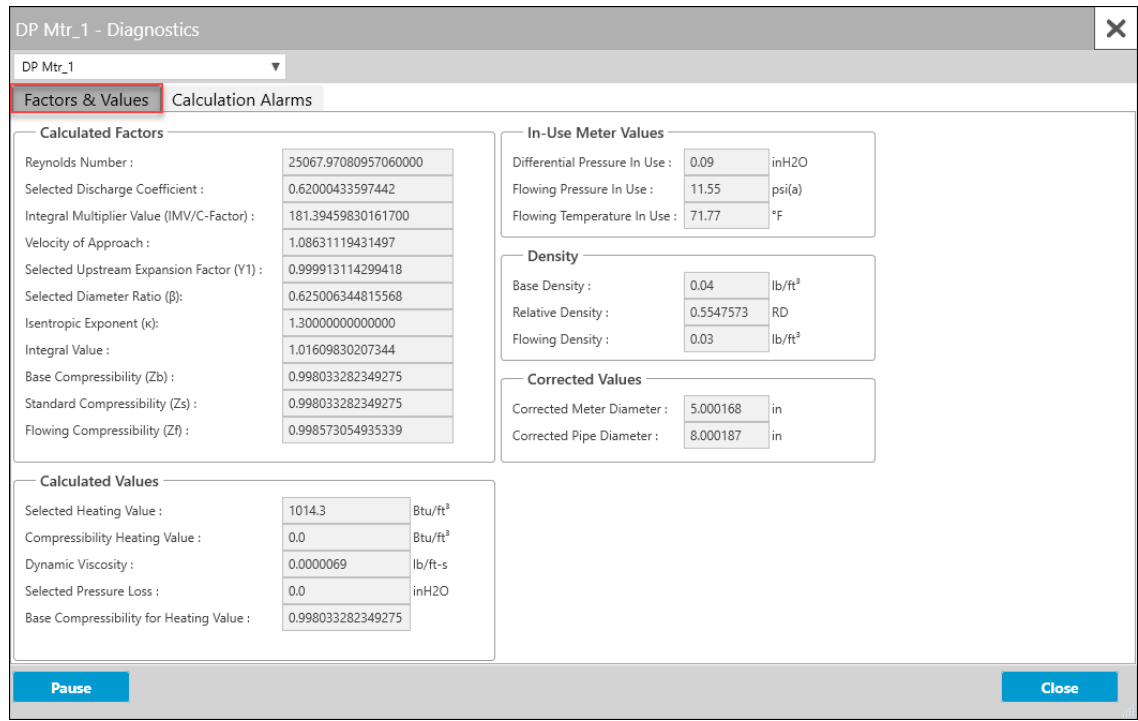 DP Mtr_1 - Diagnostics
DP Mtr_1
Factors & Values
Calculation Alarms
Calculated Factors
Reynolds Number : 25067.97080957060000
Selected Discharge Coefficient : 0.62000433597442
Integral Multiplier Value (IMV/C-Factor) : 181.39459830161700
Velocity of Approach : 1.08631119431497
Selected Upstream Expansion Factor (Y1) : 0.999913114299418
Selected Diameter Ratio (β): 0.625006344815568
Isentropic Exponent (κ): 1.30000000000000
Integral Value : 1.01609830207344
Base Compressibility (Zb) : 0.998033282349275
Standard Compressibility (Zs) : 0.998033282349275
Flowing Compressibility (Zf) : 0.998573054935339
Calculated Values
Selected Heating Value : 1014.3 Btu/ft³
Compressibility Heating Value : 0.0 Btu/ft³
Dynamic Viscosity : 0.0000069 lb/ft-s
Selected Pressure Loss : 0.0 inH2O
Base Compressibility for Heating Value : 0.998033282349275
In-Use Meter Values
Differential Pressure In Use : 0.09 inH2O
Flowing Pressure In Use : 11.55 psi(a)
Flowing Temperature In Use : 71.77 °F
Density
Base Density : 0.04 lb/ft³
Relative Density : 0.5547573 RD
Flowing Density : 0.03 lb/ft³
Corrected Values
Corrected Meter Diameter : 5.000168 in
Corrected Pipe Diameter : 8.000187 in
Pause
Close